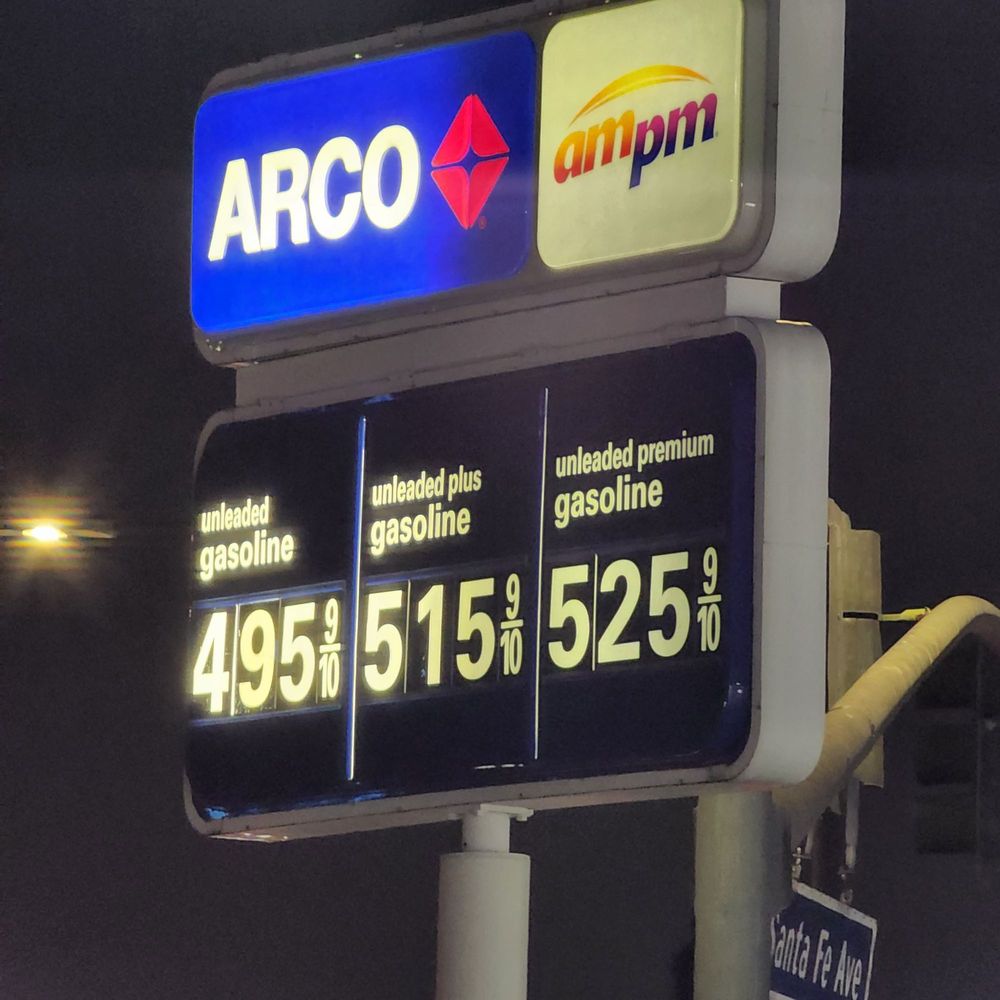 ARCO
ampm
unleaded
gasoline
4 95 9/10
unleaded plus
gasoline
5 15 9/10
unleaded premium
gasoline
5 25 9/10
Santa Fe Ave